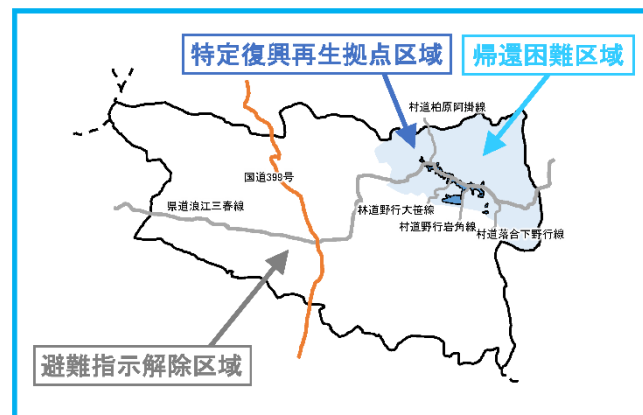 特定復興再生拠点区域
帰還困難区域
村道柏原阿掛線
国道399号
県道浪江三春線
林道野行大笹線
村道野行岩角線
村道落合下野行線
避難指示解除区域